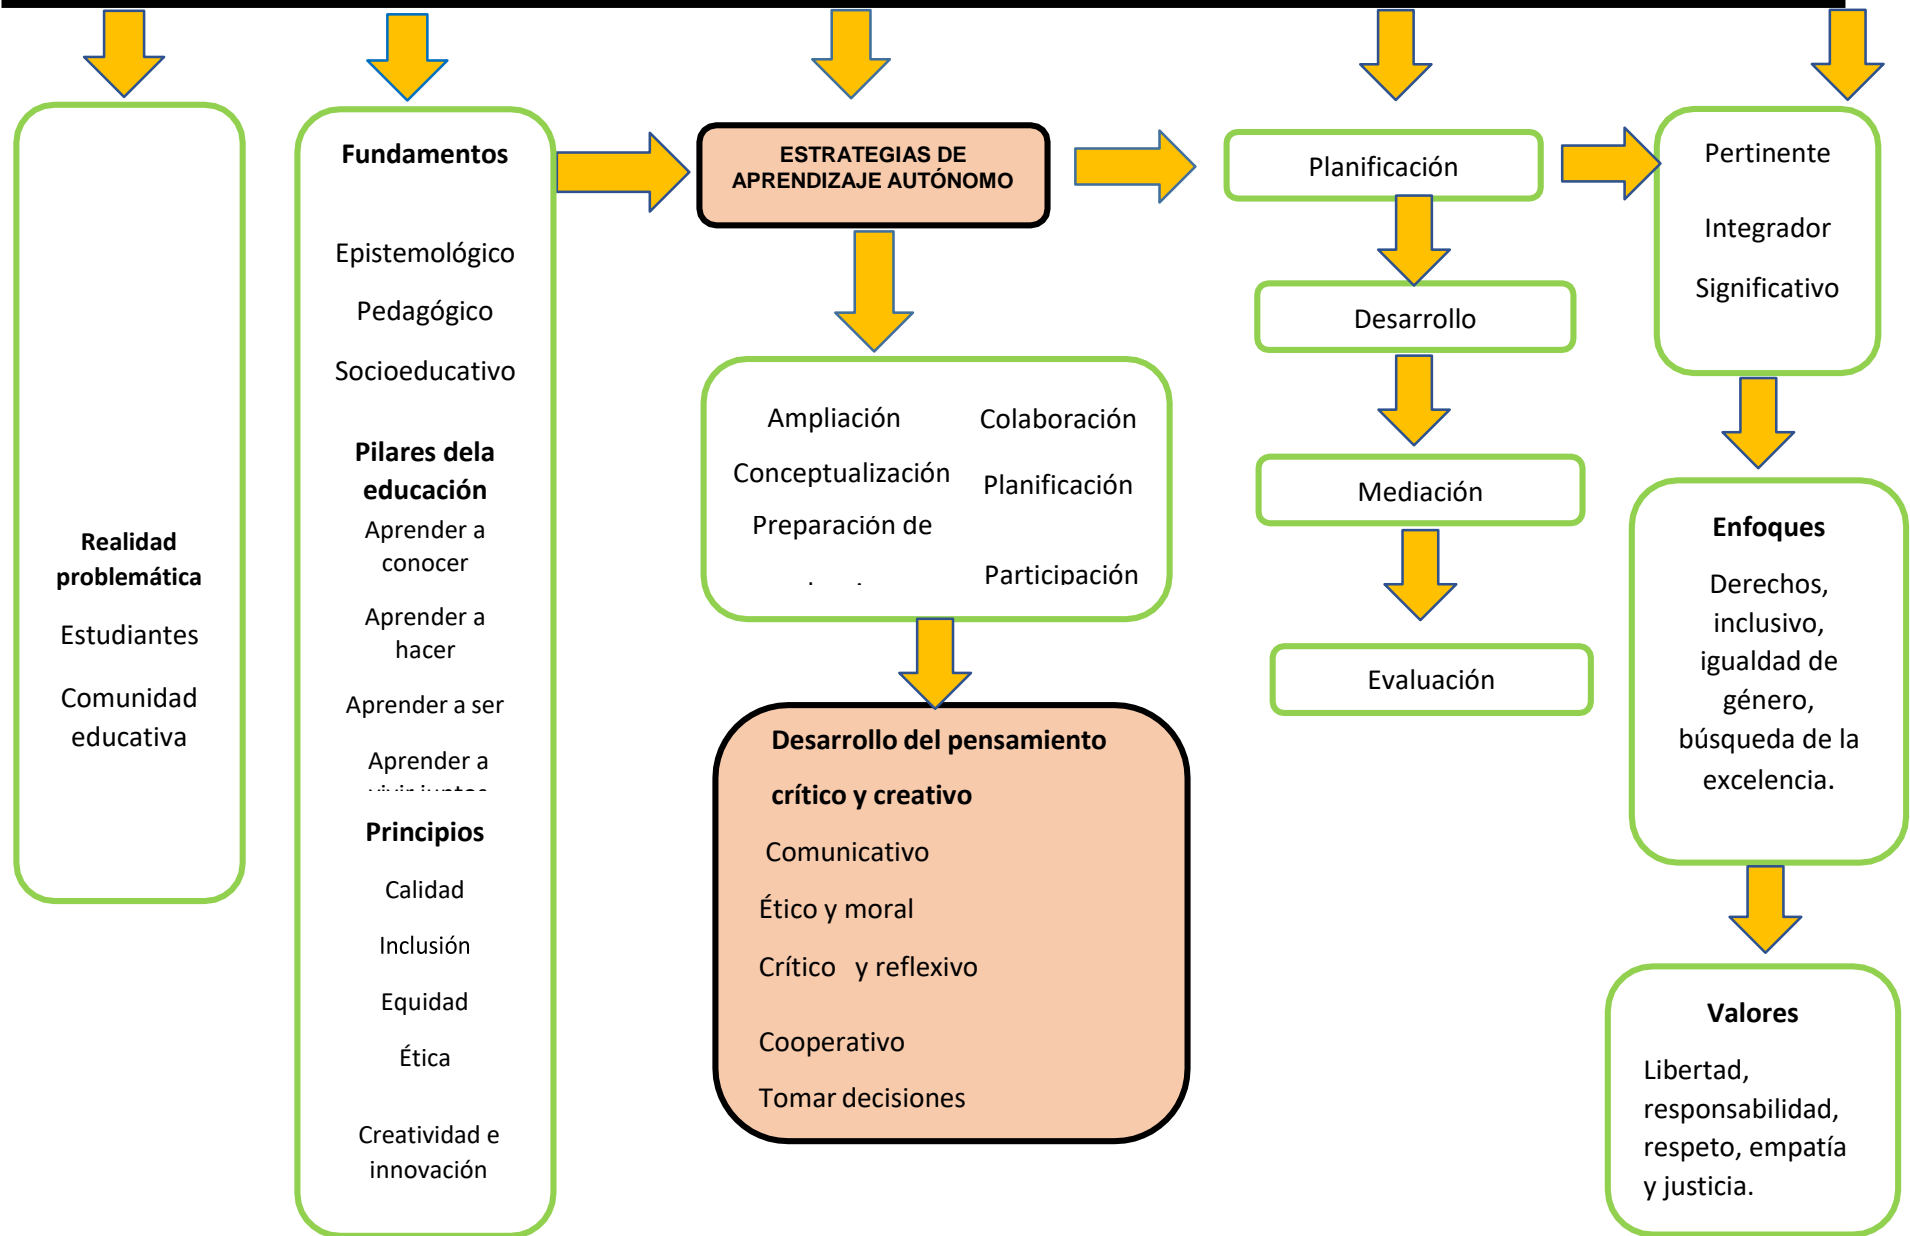 Realidad
problemática
Estudiantes
Comunidad
educativa
Fundamentos
Epistemológico
Pedagógico
Socioeducativo
Pilares dela
educación
Aprender a
conocer
Aprender a
hacer
Aprender a ser
Aprender a
Principios
Calidad
Inclusión
Equidad
Ética
Creatividad e
innovación
ESTRATEGIAS DE
APRENDIZAJE AUTÓNOMO
Ampliación
Conceptualización
Preparación de
Colaboración
Planificación
Participación
Desarrollo del pensamiento
crítico y creativo
Comunicativo
Ético y moral
Crítico y reflexivo
Cooperativo
Tomar decisiones
Planificación
Desarrollo
Mediación
Evaluación
Pertinente
Integrador
Significativo
Enfoques
Derechos,
inclusivo,
igualdad de
género,
búsqueda de la
excelencia.
Valores
Libertad,
responsabilidad,
respeto, empatía
y justicia.